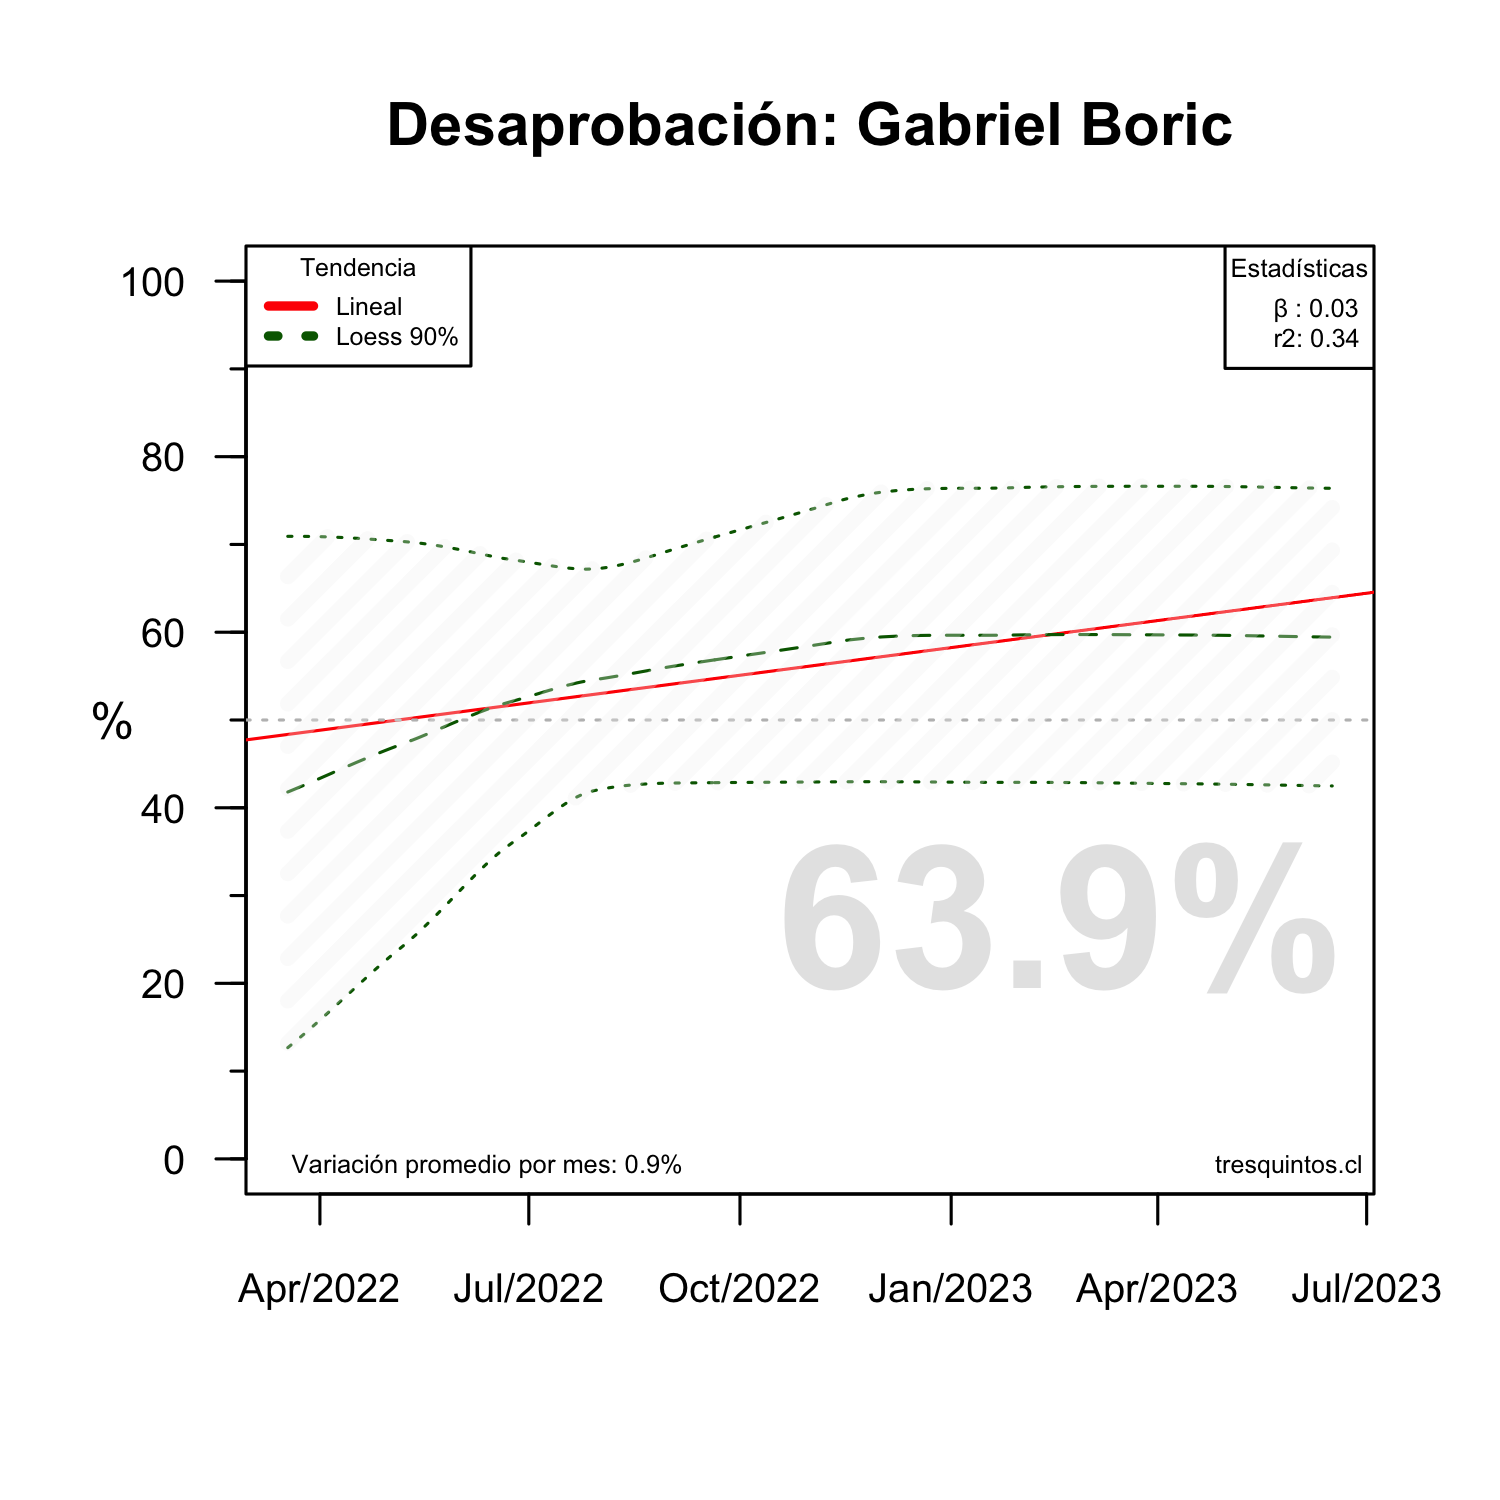 Desaprobación: Gabriel Boric
Tendencia
Lineal
Loess 90%
Estadísticas
β : 0.03
r2: 0.34
100
80
60
%
40
20
0
63.9%
Variación promedio por mes: 0.9%
tresquintos.cl
Apr/2022 Jul/2022 Oct/2022 Jan/2023 Apr/2023 Jul/2023